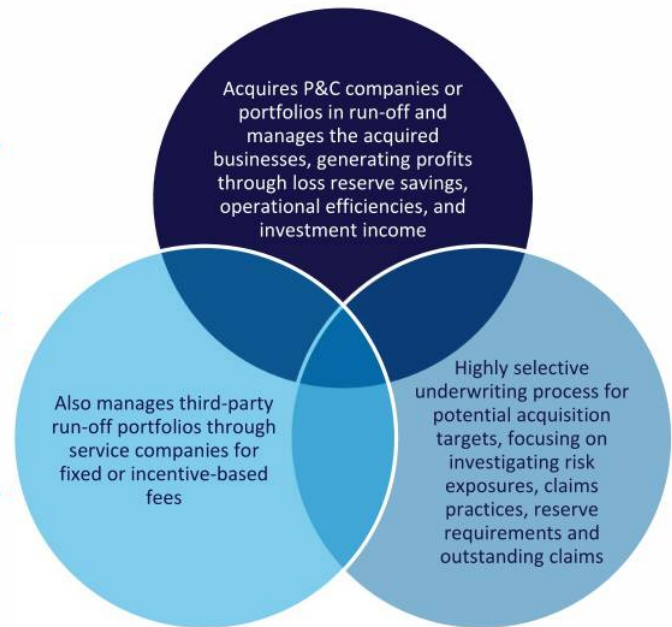 Acquires P&C companies or
portfolios in run-off and
manages the acquired
businesses, generating profits
through loss reserve savings,
operational efficiencies, and
investment income
Also manages third-party
run-off portfolios through
service companies for
fixed or incentive-based
fees
Highly selective
underwriting process for
potential acquisition
targets, focusing on
investigating risk
exposures, claims
practices, reserve
requirements and
outstanding claims